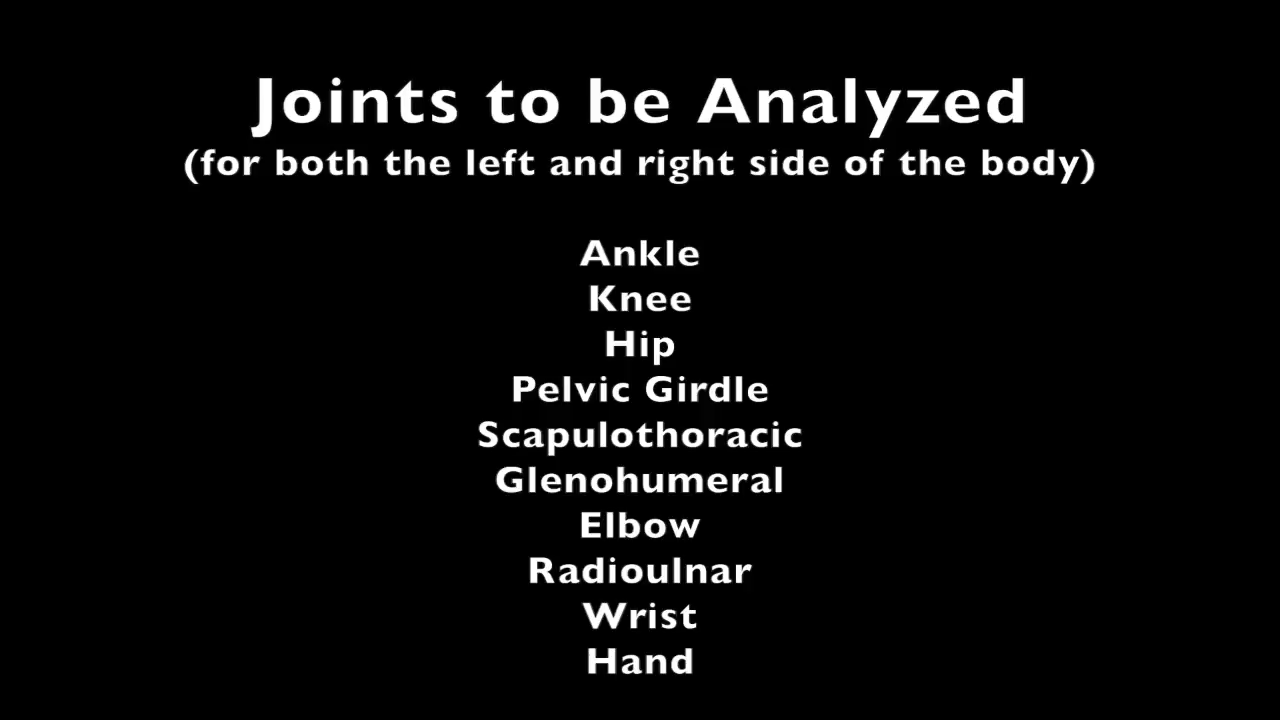 Joints to be Analyzed
(for both the left and right side of the body)
Ankle
Knee
Hip
Pelvic Girdle
Scapulothoracic
Glenohumeral
Elbow
Radioulnar
Wrist
Hand